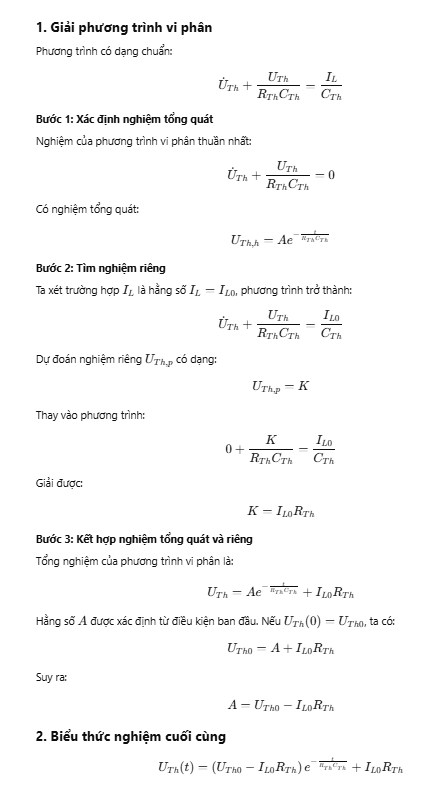 1. Giải phương trình vi phân
Phương trình có dạng chuẩn:
$\dot{U}_{Th} + \frac{U_{Th}}{R_{Th}C_{Th}} = \frac{I_L}{C_{Th}}$
Bước 1: Xác định nghiệm tổng quát
Nghiệm của phương trình vi phân thuần nhất:
$\dot{U}_{Th} + \frac{U_{Th}}{R_{Th}C_{Th}} = 0$
Có nghiệm tổng quát:
$U_{Th,h} = Ae^{-\frac{t}{R_{Th}C_{Th}}}$
Bước 2: Tìm nghiệm riêng
Ta xét trường hợp $I_L$ là hằng số $I_L = I_{L0}$, phương trình trở thành:
$\dot{U}_{Th} + \frac{U_{Th}}{R_{Th}C_{Th}} = \frac{I_{L0}}{C_{Th}}$
Dự đoán nghiệm riêng $U_{Th,p}$ có dạng:
$U_{Th,p} = K$
Thay vào phương trình:
$0 + \frac{K}{R_{Th}C_{Th}} = \frac{I_{L0}}{C_{Th}}$
Giải được:
$K = I_{L0}R_{Th}$
Bước 3: Kết hợp nghiệm tổng quát và riêng
Tổng nghiệm của phương trình vi phân là:
$U_{Th} = Ae^{-\frac{t}{R_{Th}C_{Th}}} + I_{L0}R_{Th}$
Hằng số $A$ được xác định từ điều kiện ban đầu. Nếu $U_{Th}(0) = U_{Th0}$, ta có:
$U_{Th0} = A + I_{L0}R_{Th}$
Suy ra:
$A = U_{Th0} - I_{L0}R_{Th}$
2. Biểu thức nghiệm cuối cùng
$U_{Th}(t) = (U_{Th0} - I_{L0}R_{Th}) e^{-\frac{t}{R_{Th}C_{Th}}} + I_{L0}R_{Th}$